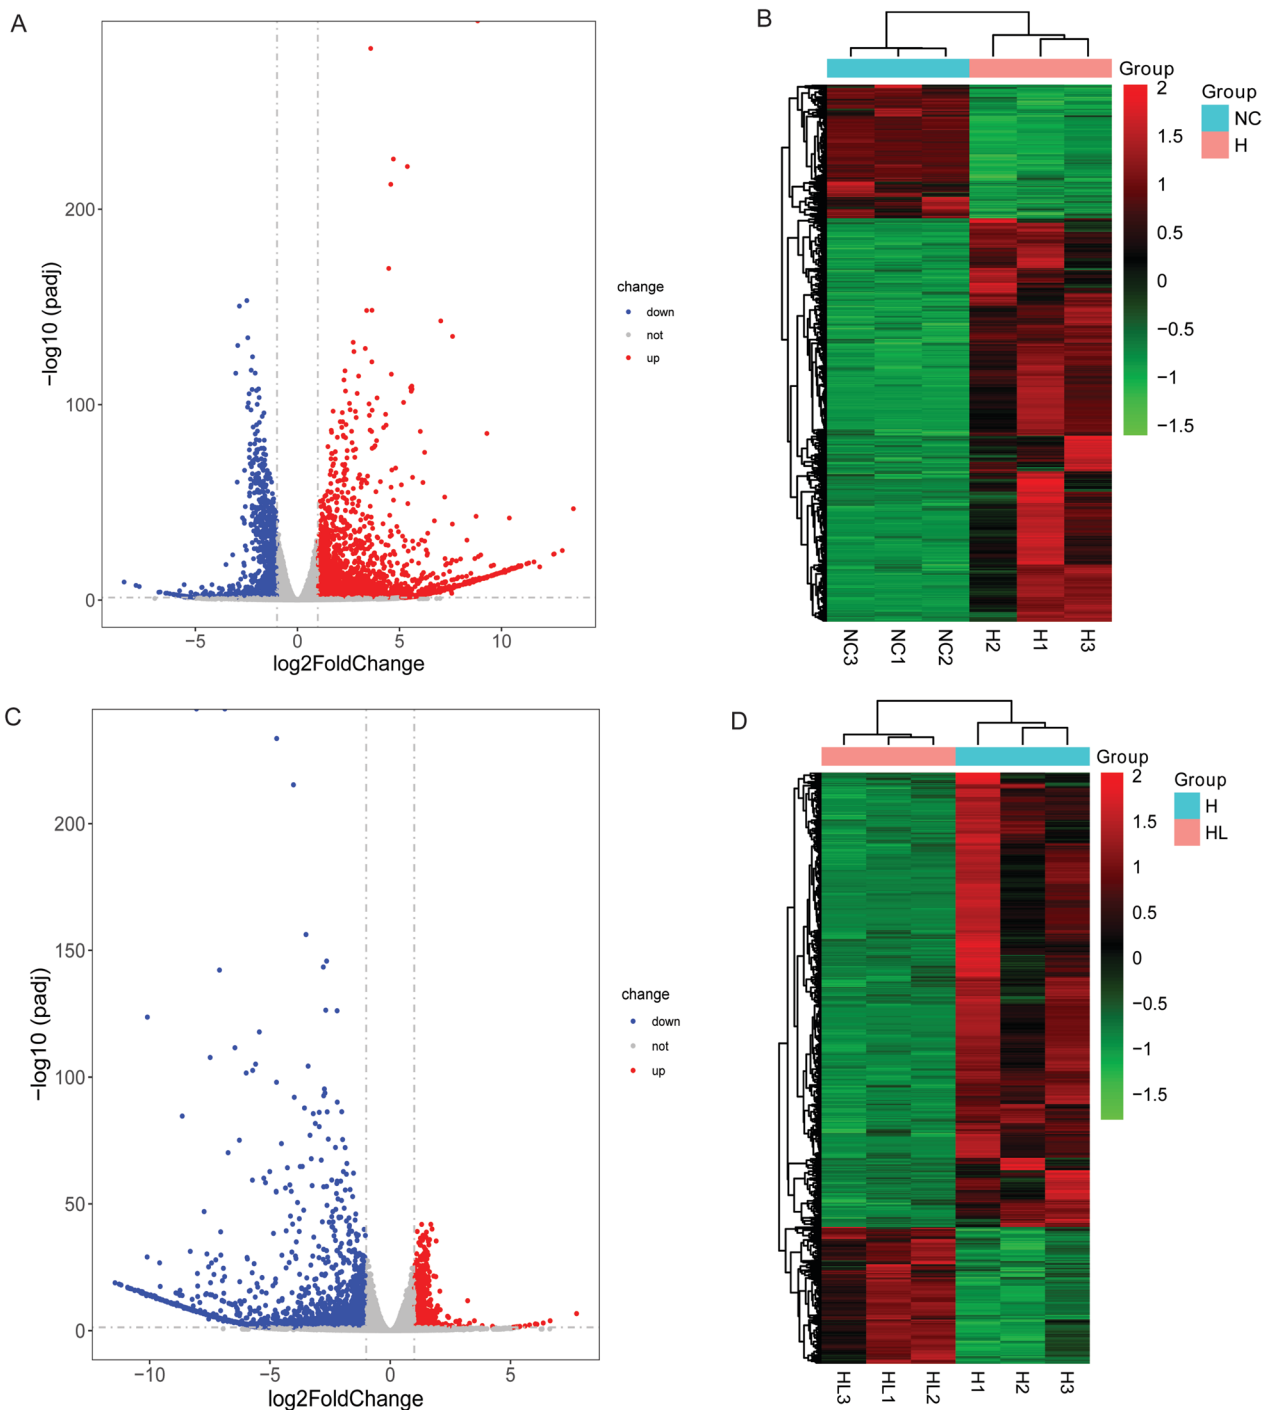 A
−log10 (padj)
200
100
0
−5
0
5
10
log2FoldChange
change
down
not
up
B
Group
2
1.5
1
0.5
0
−0.5
−1
−1.5
Group
NC
H
NC3
NC1
NC2
H2
H1
H3
C
−log10 (padj)
200
150
100
50
0
−10
−5
0
5
log2FoldChange
change
down
not
up
D
Group
2
1.5
1
0.5
0
−0.5
−1
−1.5
Group
H
HL
HL3
HL1
HL2
H1
H2
H3